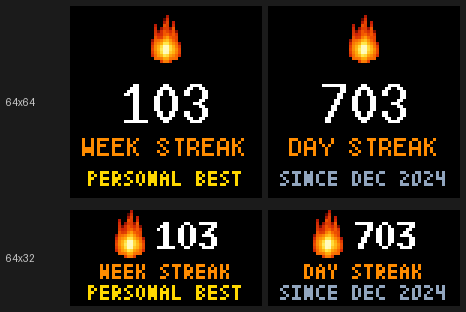 64x64
103
WEEK STREAK
PERSONAL BEST
703
DAY STREAK
SINCE DEC 2024
64x32
103
WEEK STREAK
PERSONAL BEST
703
DAY STREAK
SINCE DEC 2024